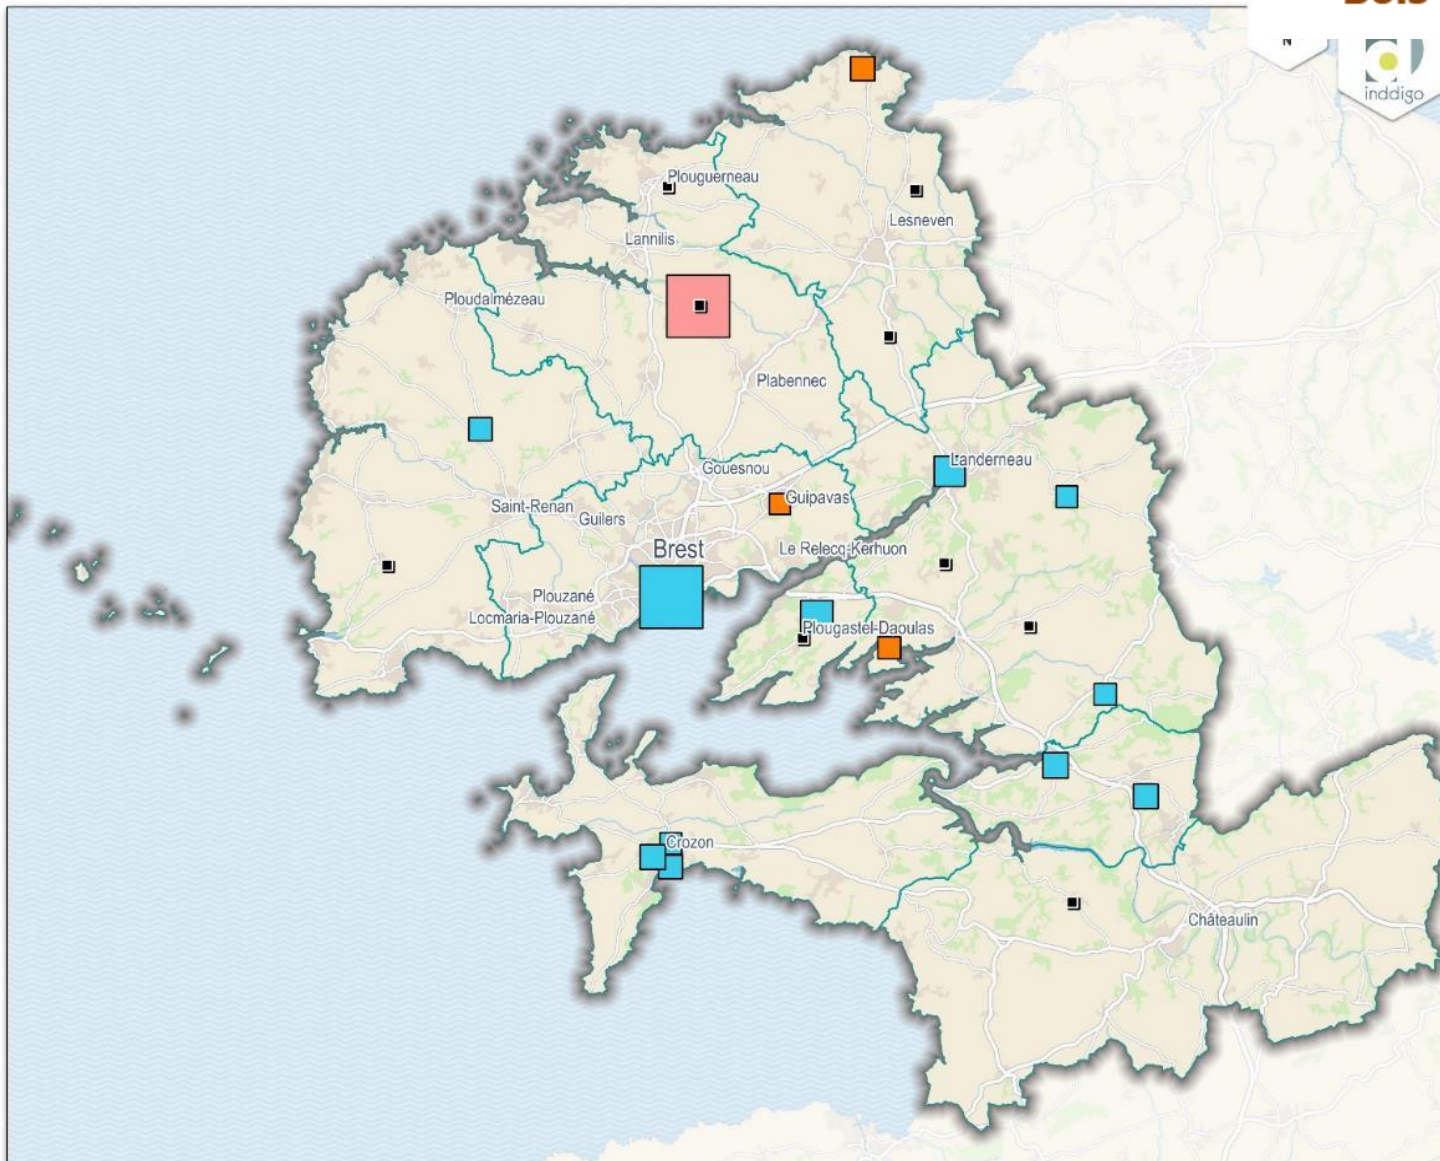 Bois
N
inddigo
Plouguerneau
Lesneven
Lannilis
Ploudalmézeau
Plabennec
Landerneau
Gouesnou
Guipavas
Saint-Renan
Guilers
Brest
Le Relecq-Kerhuon
Plouzané
Locmaria-Plouzané
Plougastel-Daoulas
Crozon
Châteaulin